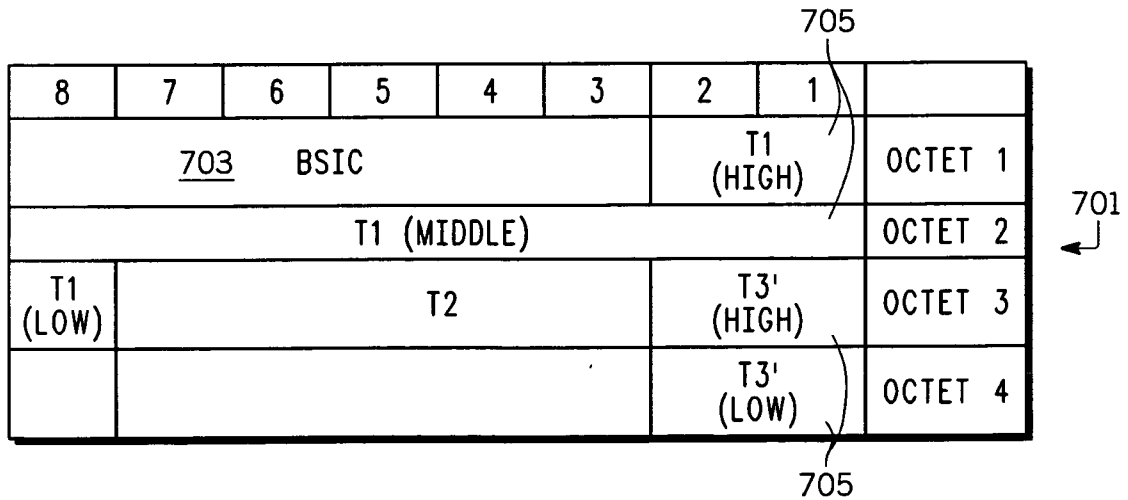 705
8 7 6 5 4 3 2 1
703 BSIC T1 (HIGH) OCTET 1
T1 (MIDDLE) OCTET 2
701
T1 (LOW) T2 T3' (HIGH) OCTET 3
T3' (LOW) OCTET 4
705